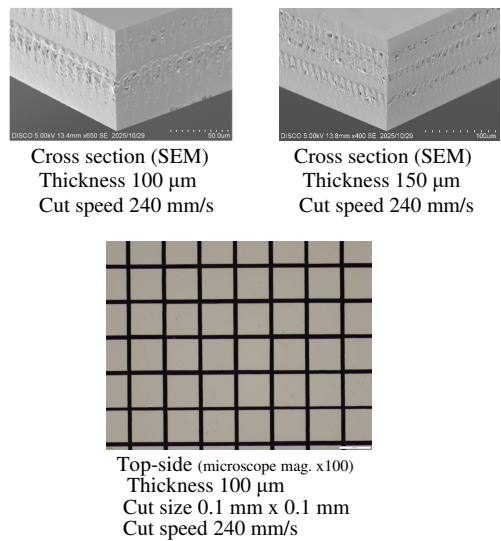 DISCO 5.00kV 13.4mm x650 SE 2025/10/29 50.0um
DISCO 5.00kV 13.8mm x400 SE 2025/10/29 100um
Cross section (SEM)
Thickness 100 μm
Cut speed 240 mm/s
Cross section (SEM)
Thickness 150 μm
Cut speed 240 mm/s
Top-side (microscope mag. x100)
Thickness 100 μm
Cut size 0.1 mm x 0.1 mm
Cut speed 240 mm/s